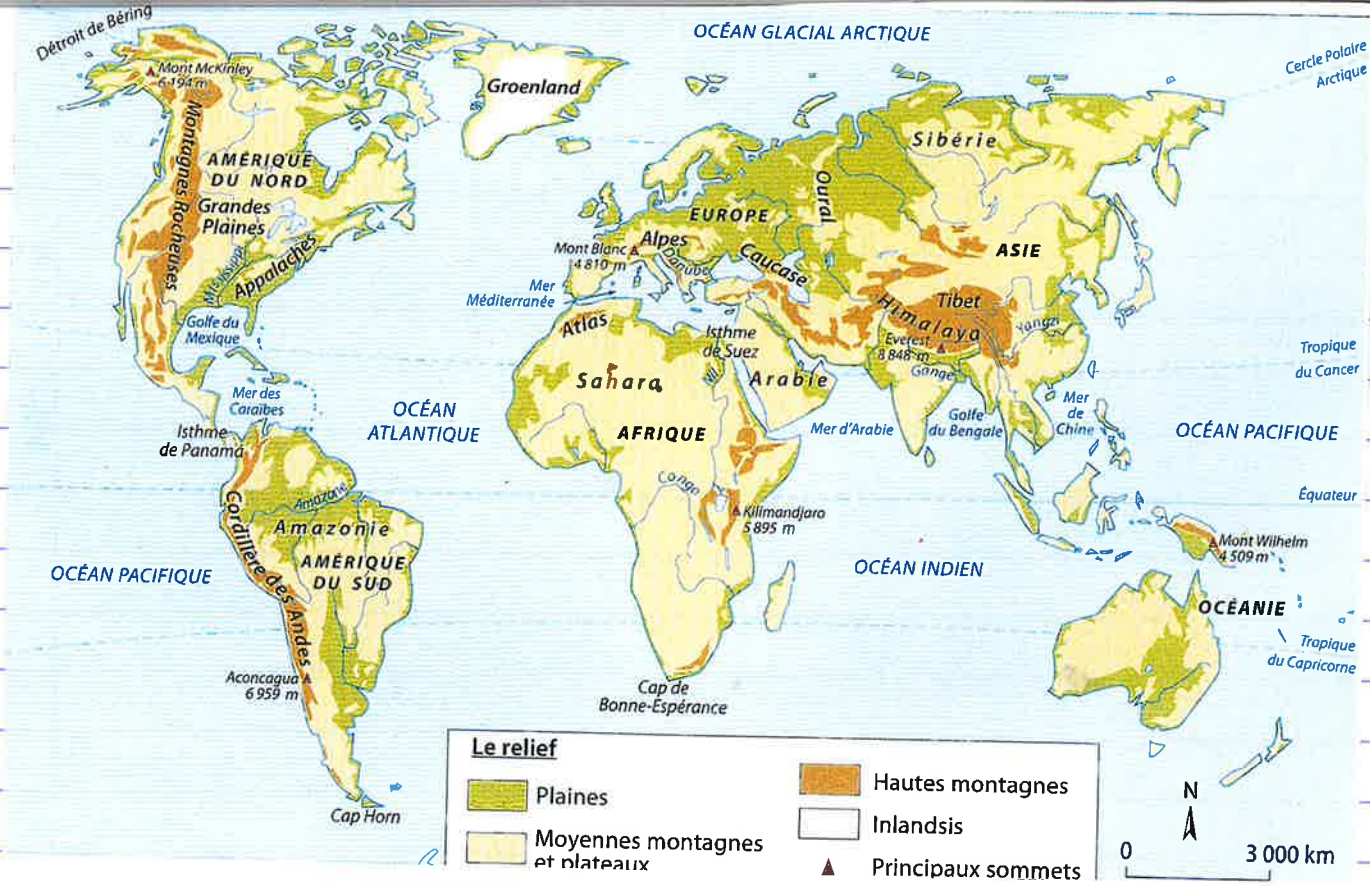 Détroit de Béring
OCÉAN GLACIAL ARCTIQUE
Cercle Polaire
Arctique
Mont McKinley
6 194 m
Groenland
Sibérie
Montagnes Rocheuses
AMÉRIQUE
DU NORD
Grandes
Plaines
Oural
EUROPE
Alpes
Mont Blanc
4 810 m
Danube
Caucase
ASIE
Mississippi
Appalaches
Mer
Méditerranée
Himalaya
Tibet
Yangzi
Golfe du
Mexique
Atlas
Isthme
de Suez
Everest
8 848 m
Gange
Tropique
du Cancer
Sahara
Nil
Arabie
Mer des
Caraïbes
OCÉAN
ATLANTIQUE
Isthme
de Panamá
AFRIQUE
Mer d'Arabie
Golfe
du Bengale
Mer
de
Chine
OCÉAN PACIFIQUE
Congo
Équateur
Amazone
Amazonie
Cordillère des Andes
Kilimandjaro
5 895 m
Mont Wilhelm
4 509 m
OCÉAN PACIFIQUE
AMÉRIQUE
DU SUD
OCÉAN INDIEN
OCÉANIE
Tropique
du Capricorne
Aconcagua
6 959 m
Cap de
Bonne-Espérance
Cap Horn
Le relief
Plaines
Moyennes montagnes
et plateaux
Hautes montagnes
Inlandsis
Principaux sommets
N
0 3 000 km